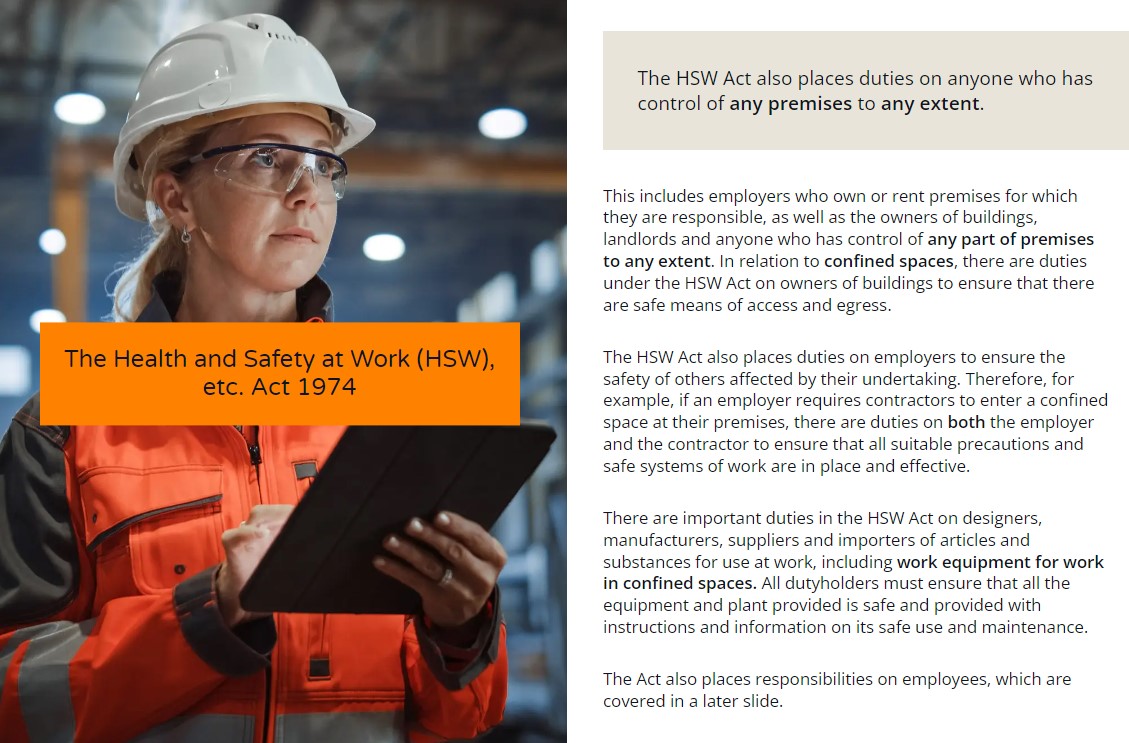 The Health and Safety at Work (HSW),
etc. Act 1974
The HSW Act also places duties on anyone who has
control of any premises to any extent.
This includes employers who own or rent premises for which
they are responsible, as well as the owners of buildings,
landlords and anyone who has control of any part of premises
to any extent. In relation to confined spaces, there are duties
under the HSW Act on owners of buildings to ensure that there
are safe means of access and egress.
The HSW Act also places duties on employers to ensure the
safety of others affected by their undertaking. Therefore, for
example, if an employer requires contractors to enter a confined
space at their premises, there are duties on both the employer
and the contractor to ensure that all suitable precautions and
safe systems of work are in place and effective.
There are important duties in the HSW Act on designers,
manufacturers, suppliers and importers of articles and
substances for use at work, including work equipment for work
in confined spaces. All dutyholders must ensure that all the
equipment and plant provided is safe and provided with
instructions and information on its safe use and maintenance.
The Act also places responsibilities on employees, which are
covered in a later slide.